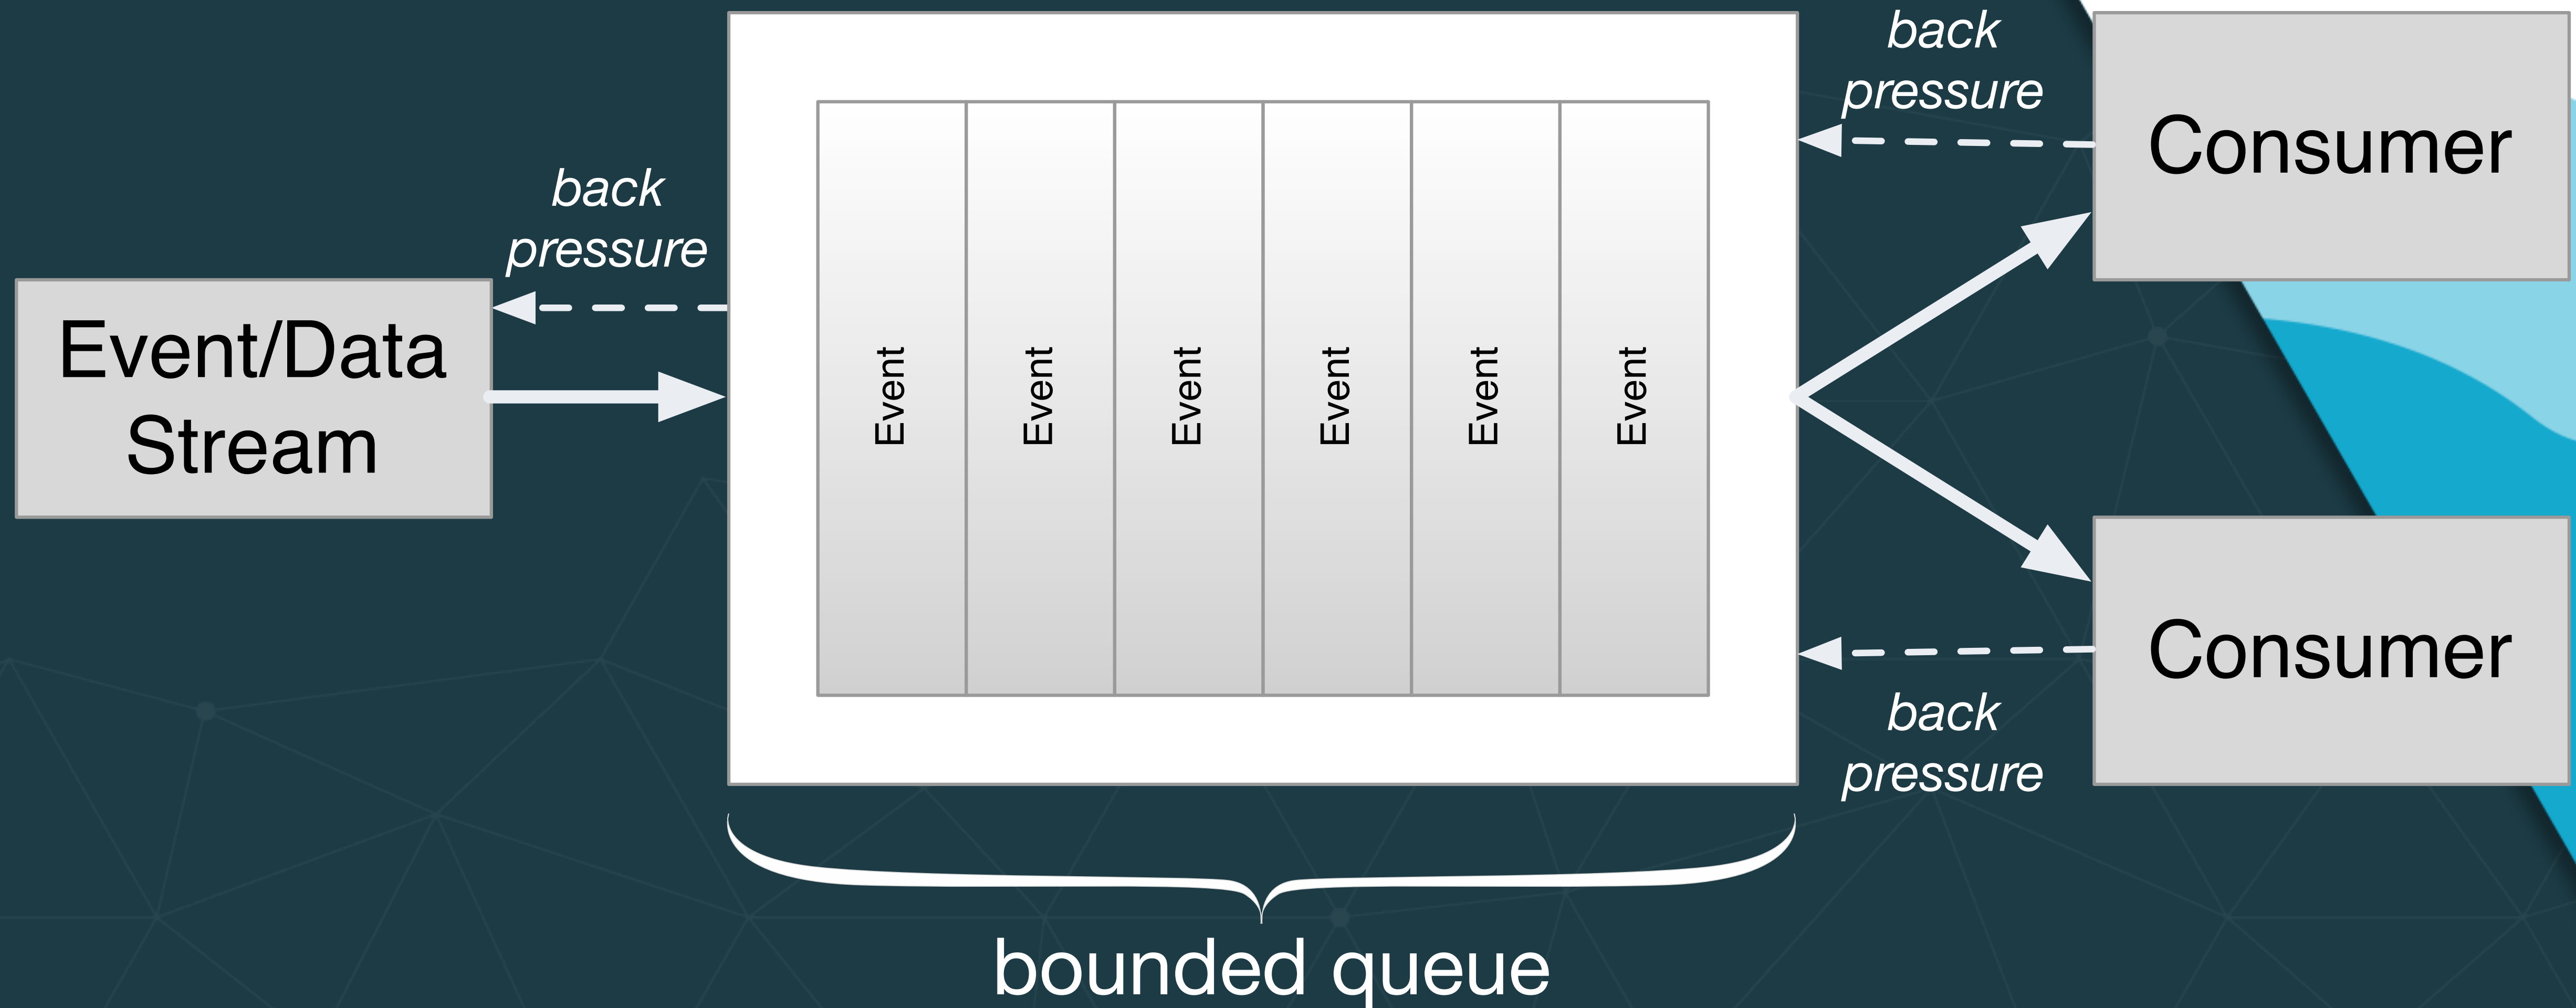 back
pressure
Event/Data
Stream
Event
Event
Event
Event
Event
Event
back
pressure
Consumer
Consumer
back
pressure
bounded queue